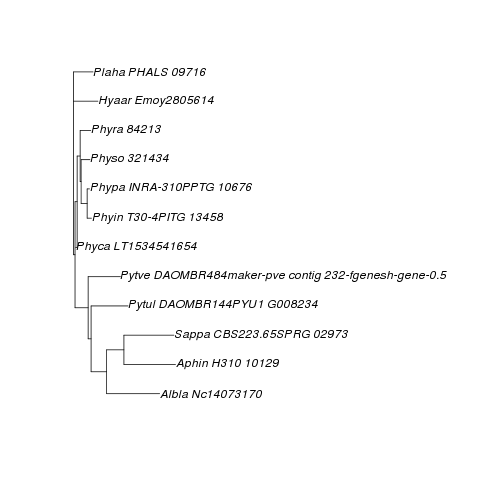 Plaha PHALS 09716
Hyaar Emoy2805614
Phyra 84213
Physo 321434
Phypa INRA-310PPTG 10676
Phyin T30-4PITG 13458
Phyca LT1534541654
Pytve DAOMBR484maker-pve contig 232-fgenesh-gene-0.5
Pytul DAOMBR144PYU1 G008234
Sappa CBS223.65SPRG 02973
Aphin H310 10129
Albla Nc14073170